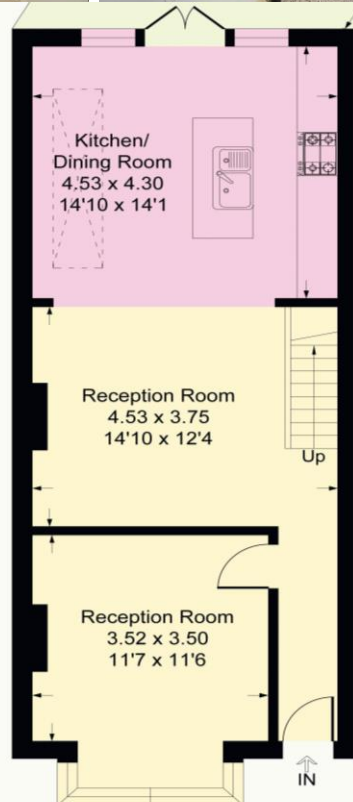 Kitchen/
Dining Room
4.53 x 4.30
14'10 x 14'1
Reception Room
4.53 x 3.75
14'10 x 12'4
Up
Reception Room
3.52 x 3.50
11'7 x 11'6
IN